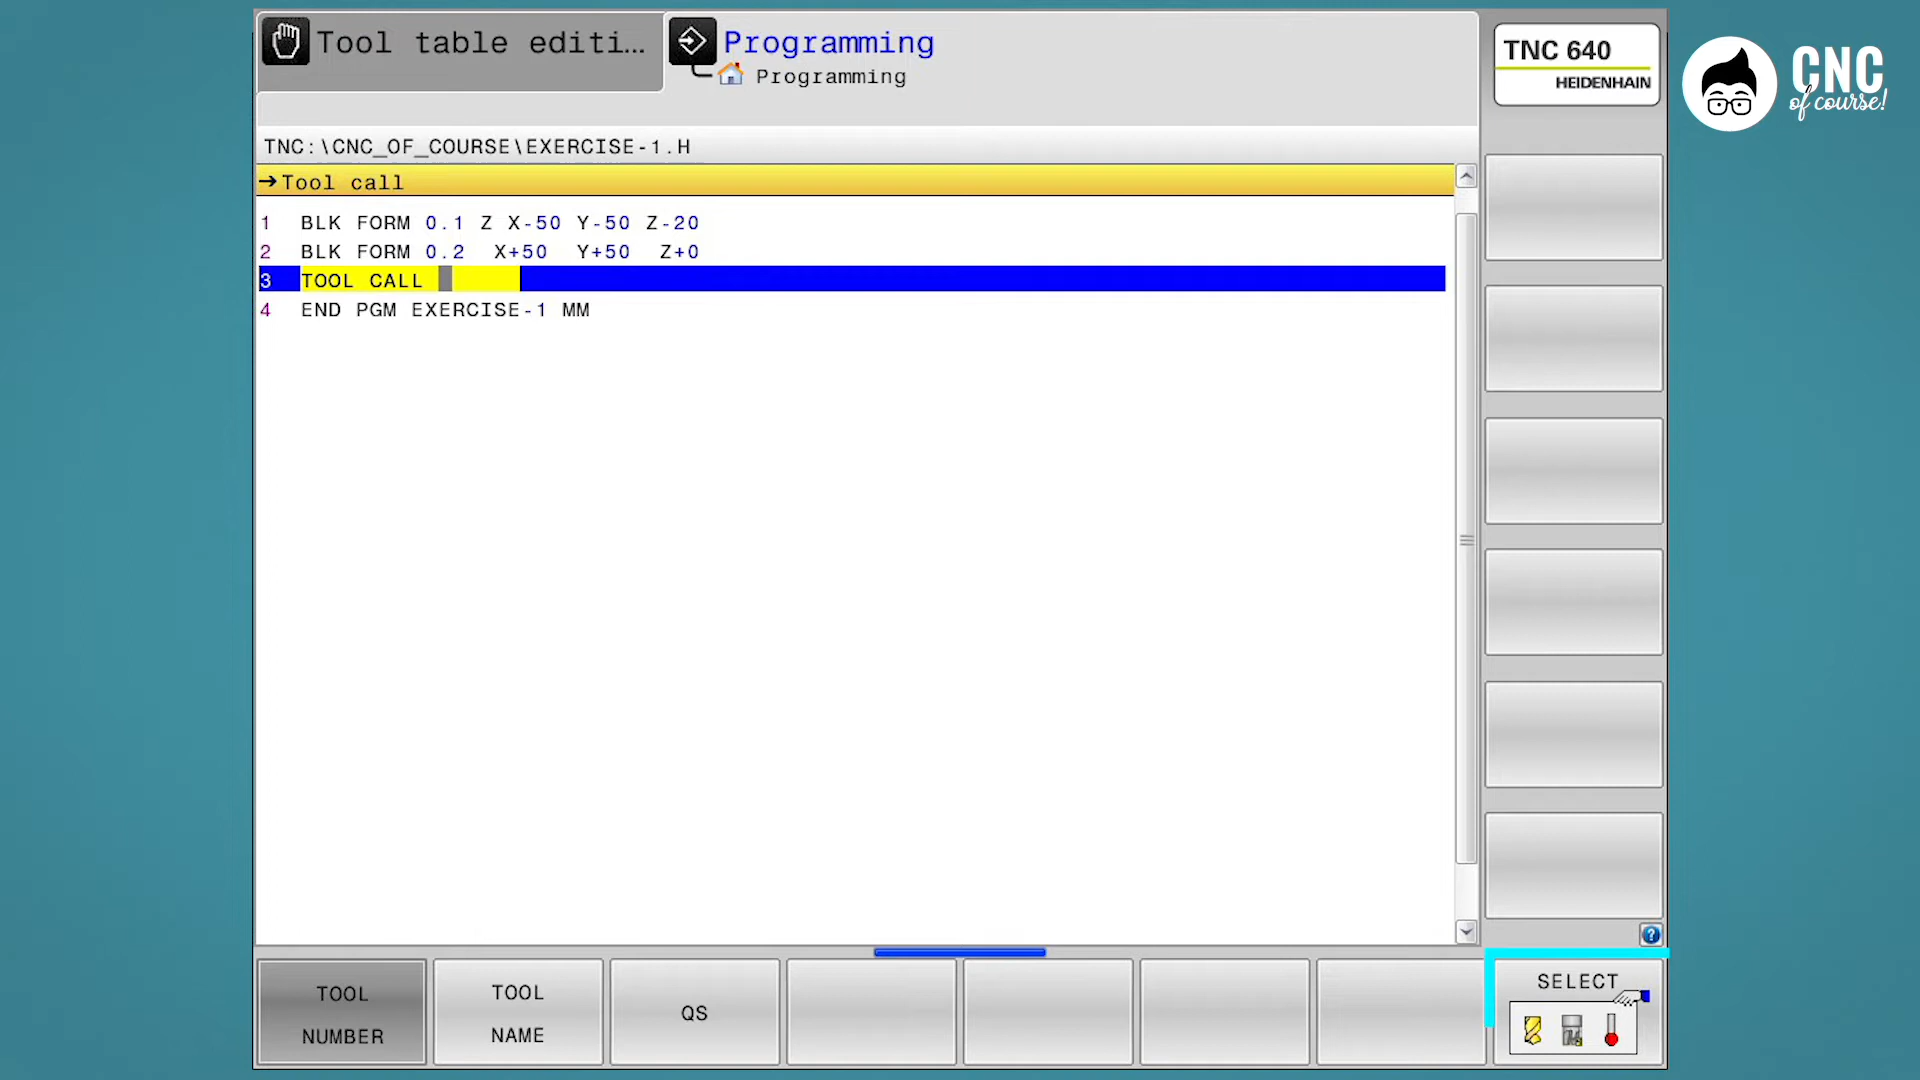 Tool table editi...
Programming
Programming
TNC 640
HEIDENHAIN
CNC
of course!
TNC:\CNC_OF_COURSE\EXERCISE-1.H
→Tool call
1 BLK FORM 0.1 Z X-50 Y-50 Z-20
2 BLK FORM 0.2 X+50 Y+50 Z+0
3 TOOL CALL
4 END PGM EXERCISE-1 MM
?
TOOL
NUMBER
TOOL
NAME
QS
SELECT